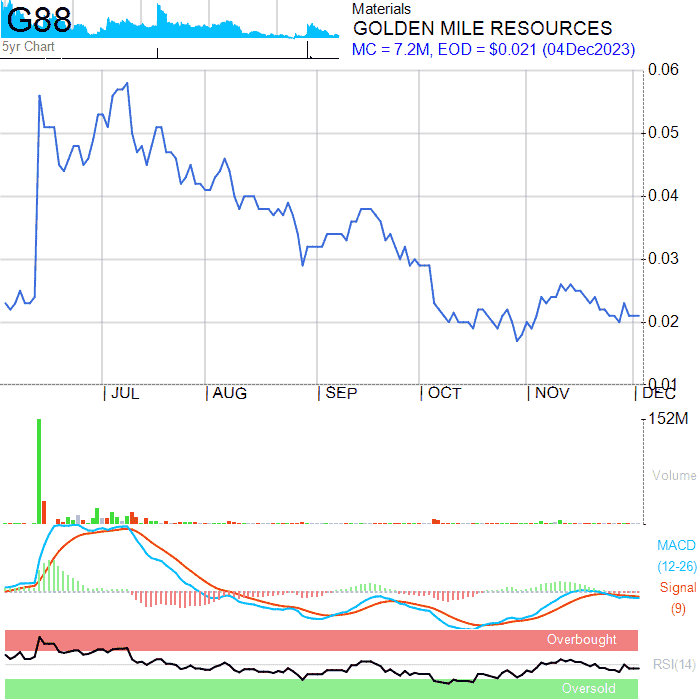 G88
5yr Chart
Materials
GOLDEN MILE RESOURCES
MC = 7.2M, EOD = $0.021 (04Dec2023)
0.06
0.05
0.04
0.03
0.02
0.01
JUL AUG SEP OCT NOV DEC
152M
Volume
MACD
(12-26)
Signal
(9)
Overbought
RSI(14)
Oversold